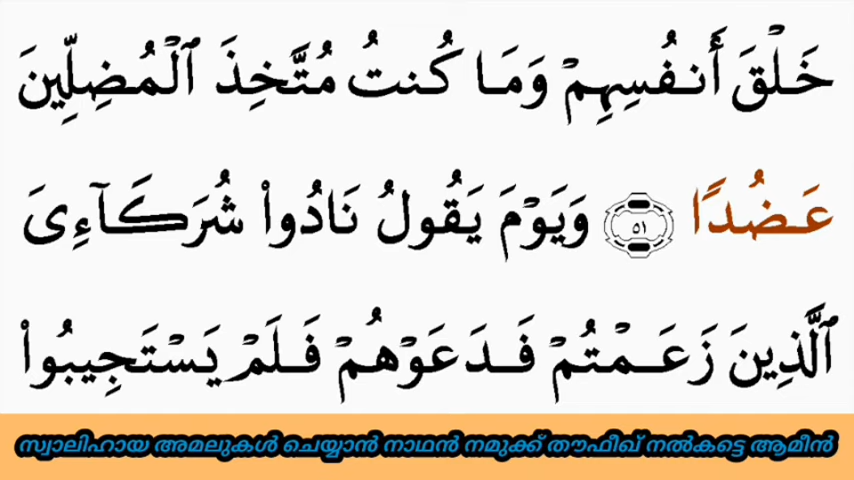 خَلْقَ أَنفُسِهِمْ وَمَا كُنتُ مُتَّخِذَ ٱلْمُضِلِّينَ
عَضُدًا ٥١ وَيَوْمَ يَقُولُ نَادُوا۟ شُرَكَآءِىَ
ٱلَّذِينَ زَعَمْتُمْ فَدَعَوْهُمْ فَلَمْ يَسْتَجِيبُوا۟
സ്വാലിഹായ അമലുകൾ ചെയ്യാൻ നാഥൻ നമുക്ക് തൗഫീഖ് നൽകട്ടെ ആമീൻ